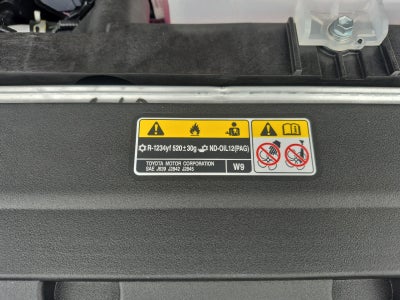 R-1234yf 520±30g ND-OIL12(PAG)
TOYOTA MOTOR CORPORATION
SAE J639 J2842 J2845
W9